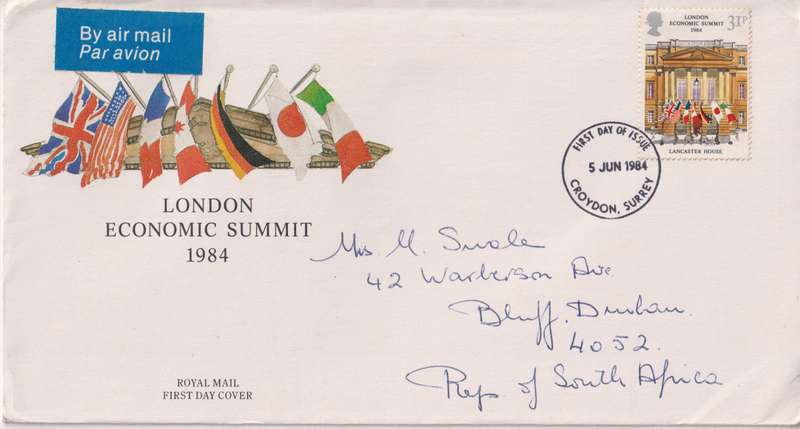 By air mail
Par avion
LONDON
ECONOMIC SUMMIT
1984
31P
LANCASTER HOUSE
FIRST DAY OF ISSUE
5 JUN 1984
CROYDON, SURREY
LONDON
ECONOMIC SUMMIT
1984
Mrs M. Swale
42 Warberson Ave.
Bluff, Durban.
4052.
Rep of South Africa
ROYAL MAIL
FIRST DAY COVER